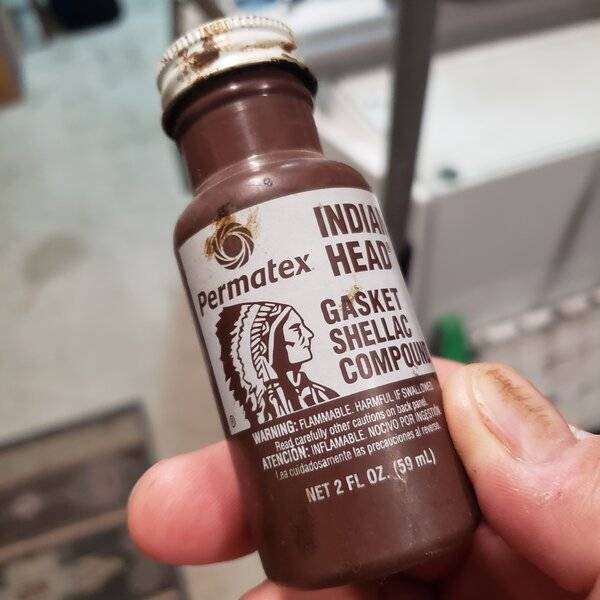 Permatex
INDIAN
HEAD®
GASKET
SHELLAC
COMPOUND
®
WARNING: FLAMMABLE. HARMFUL IF SWALLOWED.
Read carefully other cautions on back panel.
ATENCIÓN: INFLAMABLE. NOCIVO POR INGESTION.
Lea cuidadosamente las precauciones al reverso.
NET 2 FL OZ. (59 mL)